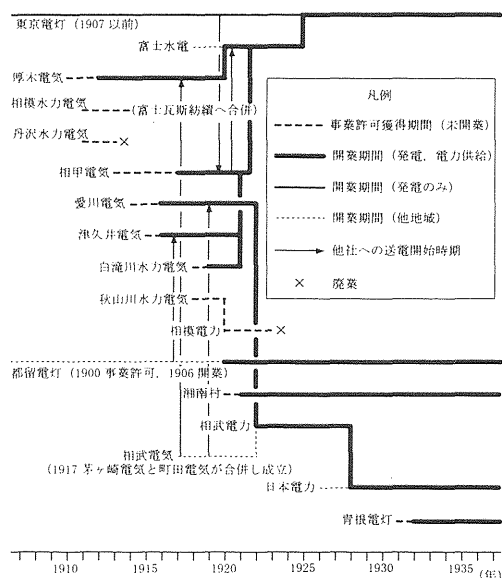 東京電灯 (1907 以前)
富士水電
厚木電気
相模水力電気
(富士瓦斯紡績へ合併)
丹沢水力電気
相甲電気
愛川電気
津久井電気
白滝川水力電気
秋山川水力電気
相模電力
都留電灯 (1900 事業許可, 1906 開業)
湘南村
相武電力
相武電気
(1917 茅ヶ崎電気と町田電気が合併し成立)
日本電力
青根電灯
凡例
事業許可獲得期間 (未開業)
開業期間 (発電, 電力供給)
開業期間 (発電のみ)
開業期間 (他地域)
他社への送電開始時期
廃業
1910 1915 1920 1925 1930 1935 (年)